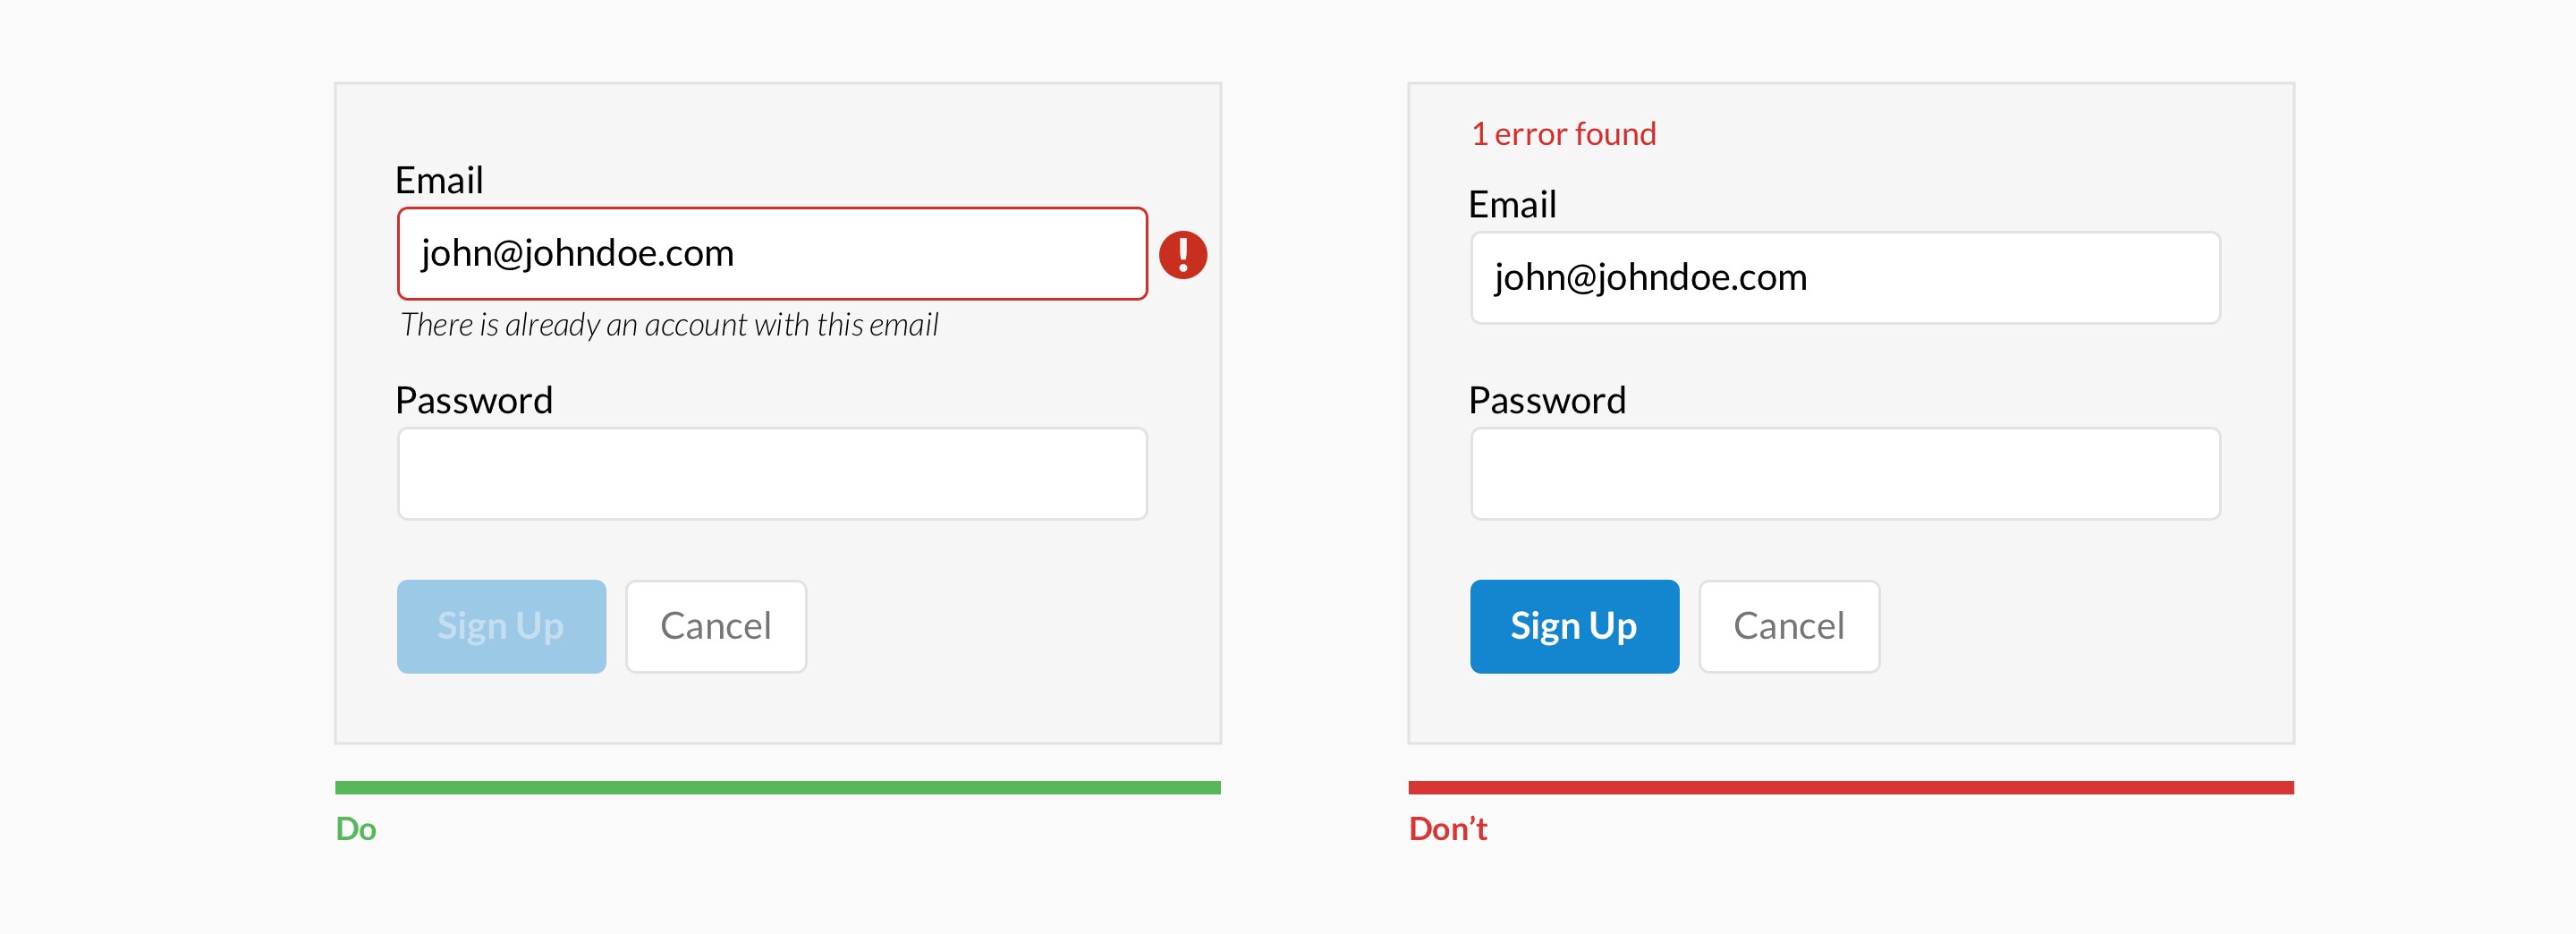 Email
john@johndoe.com
There is already an account with this email
Password
Sign Up
Cancel
Do
1 error found
Email
john@johndoe.com
Password
Sign Up
Cancel
Don’t